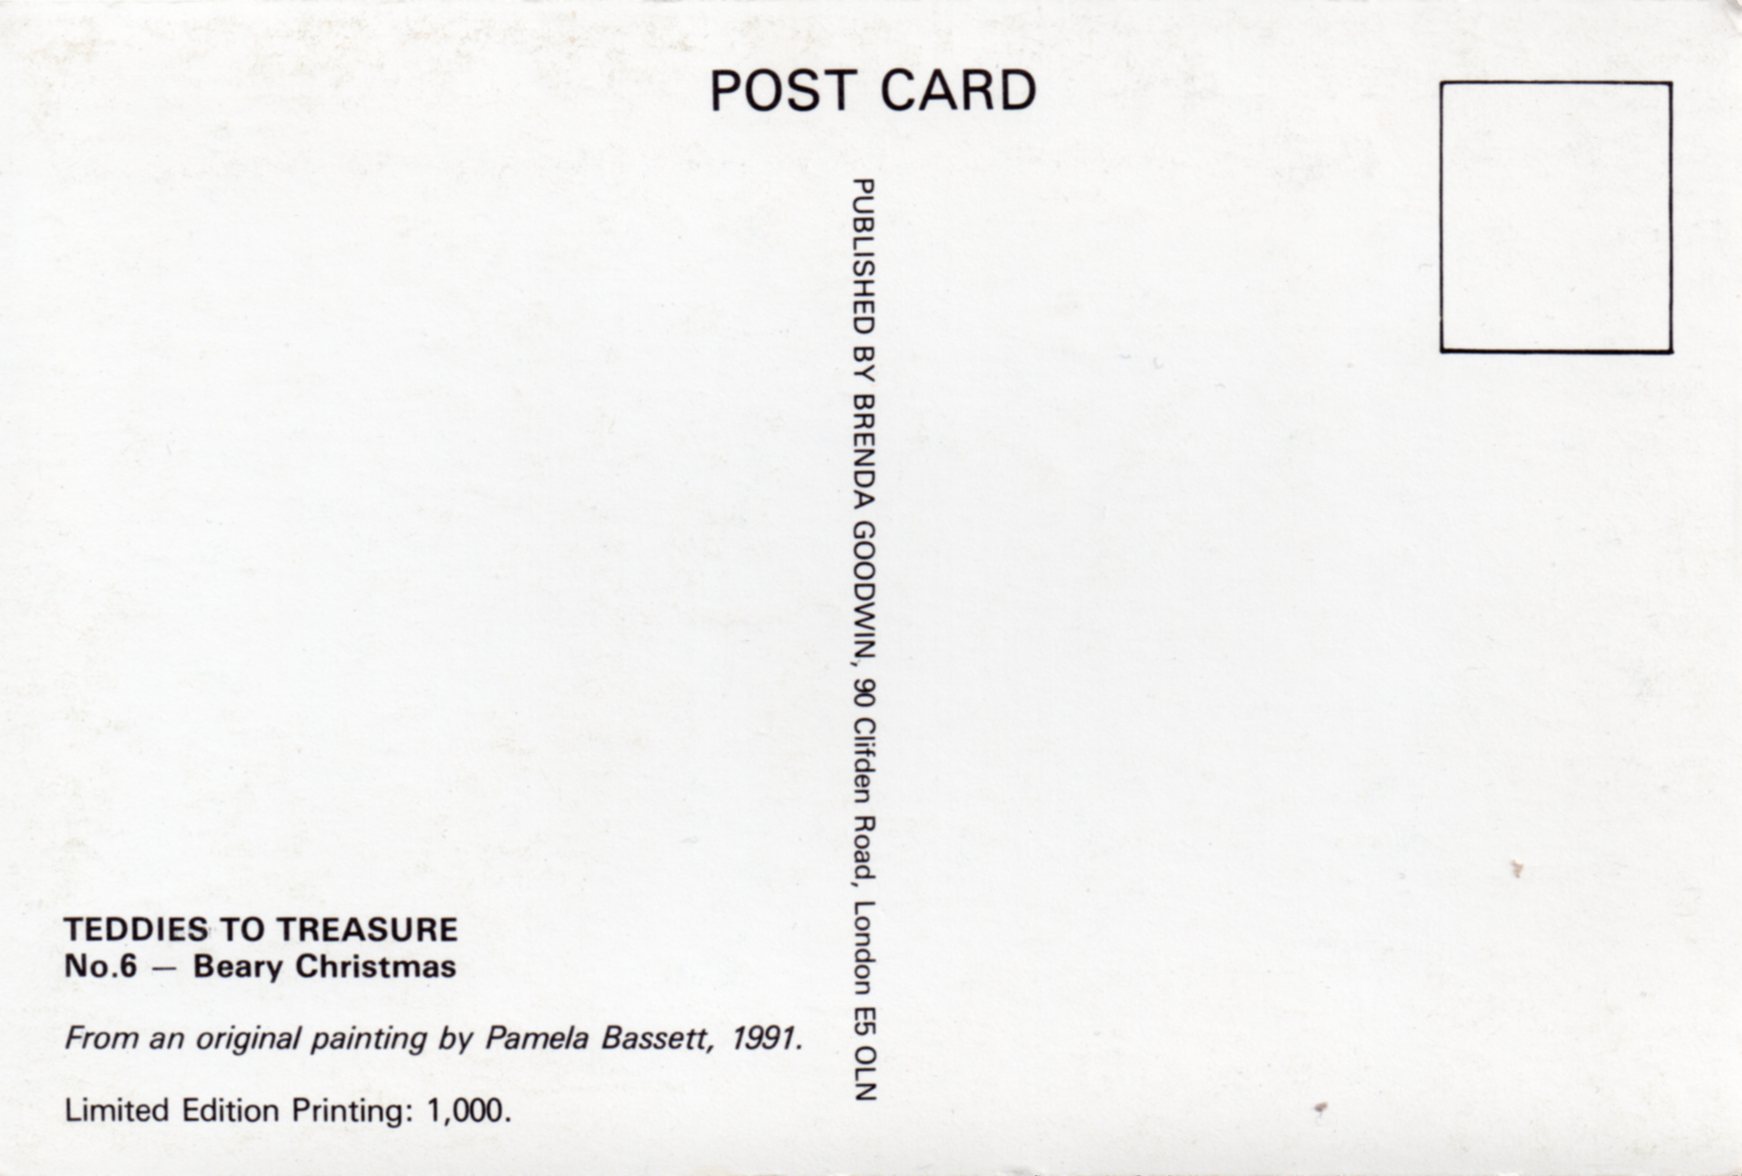 POST CARD
PUBLISHED BY BRENDA GOODWIN, 90 Clifden Road, London E5 OLN
TEDDIES TO TREASURE
No.6 — Beary Christmas
From an original painting by Pamela Bassett, 1991.
Limited Edition Printing: 1,000.